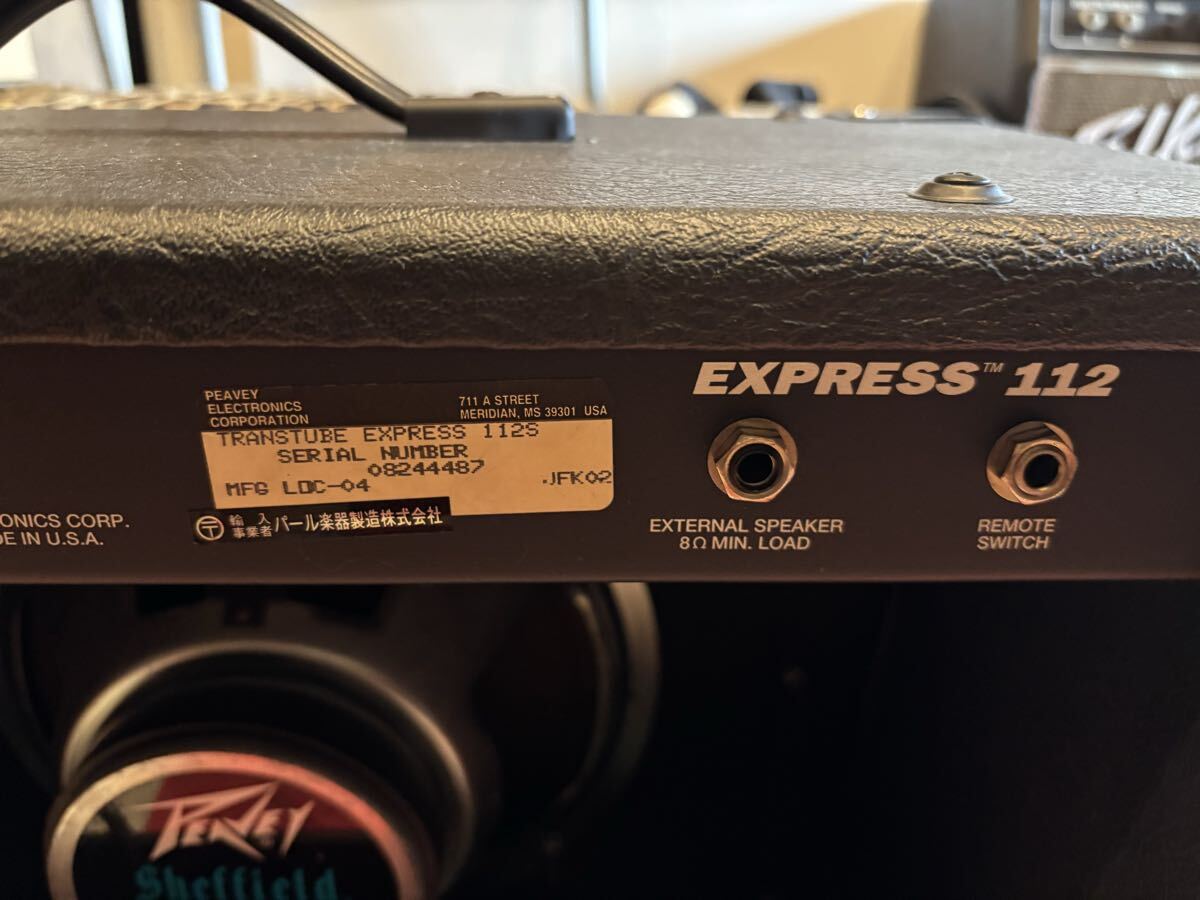 PEAVEY
ELECTRONICS
CORPORATION
711 A STREET
MERIDIAN, MS 39301 USA
TRANSTUBE EXPRESS 112S
SERIAL NUMBER
08244487
MFG LOC-04
JFK02
〒 輸入
事業者 パール楽器製造株式会社
ONICS CORP.
DE IN U.S.A.
EXPRESS™ 112
EXTERNAL SPEAKER
8Ω MIN. LOAD
REMOTE
SWITCH
PEAVEY
Sheffield